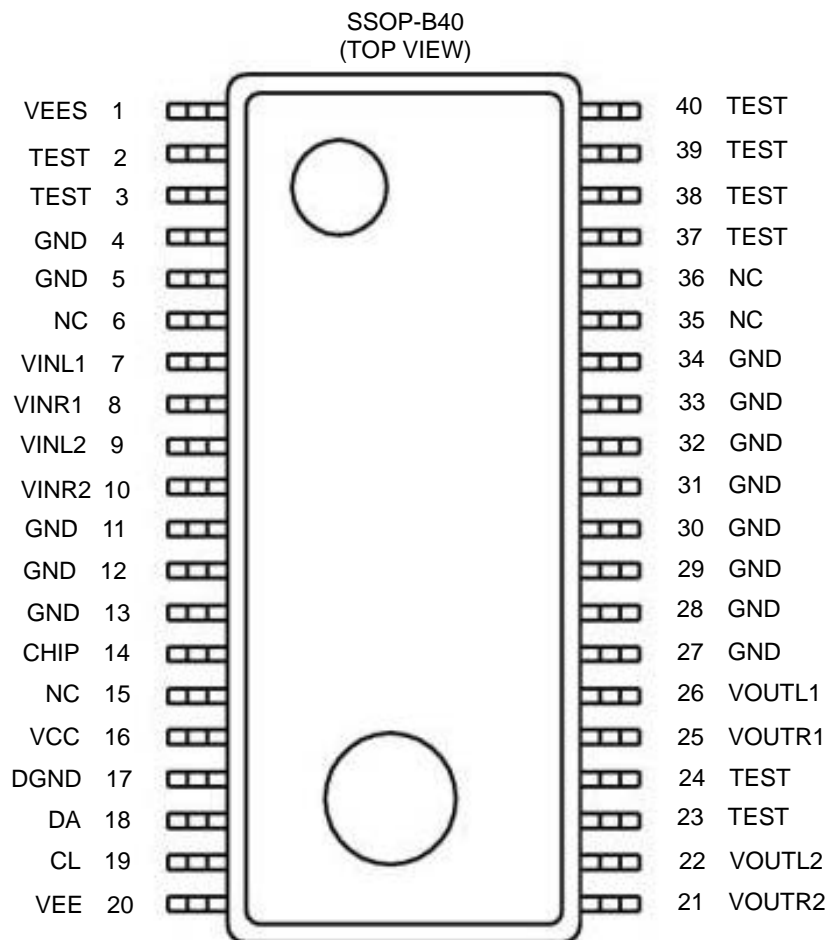 SSOP-B40
(TOP VIEW)
VEES 1
TEST 2
TEST 3
GND 4
GND 5
NC 6
VINL1 7
VINR1 8
VINL2 9
VINR2 10
GND 11
GND 12
GND 13
CHIP 14
NC 15
VCC 16
DGND 17
DA 18
CL 19
VEE 20
40 TEST
39 TEST
38 TEST
37 TEST
36 NC
35 NC
34 GND
33 GND
32 GND
31 GND
30 GND
29 GND
28 GND
27 GND
26 VOUTL1
25 VOUTR1
24 TEST
23 TEST
22 VOUTL2
21 VOUTR2